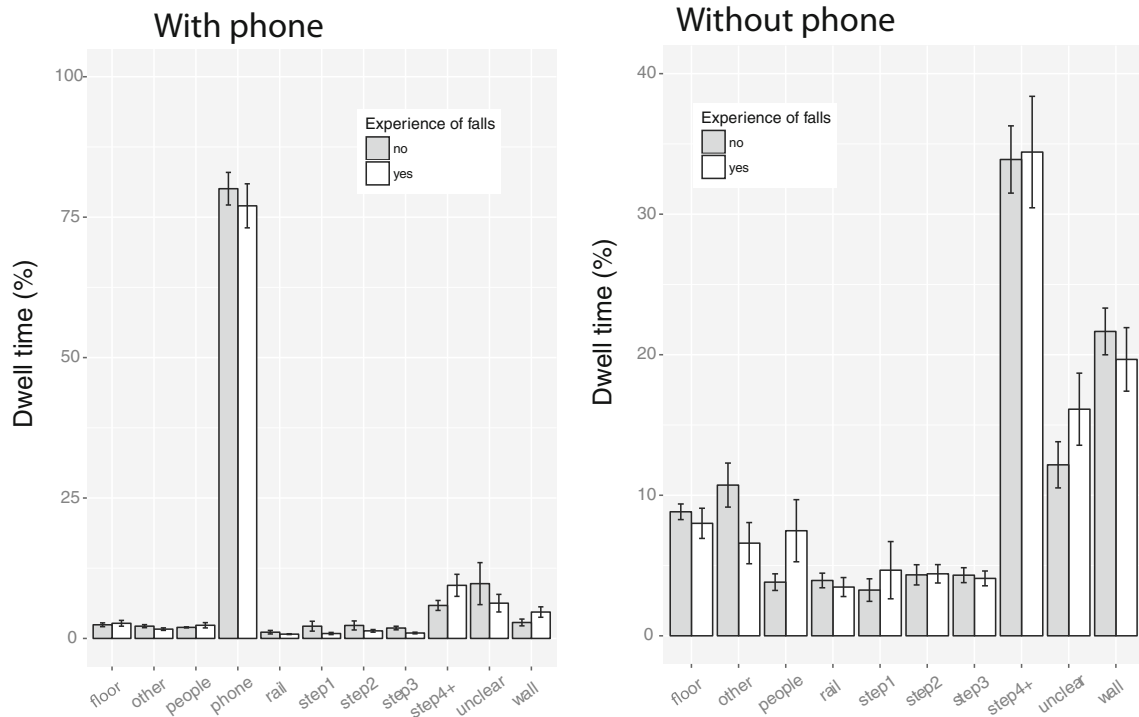 With phone
Dwell time (%)
100
75
50
25
0
Experience of falls
no
yes
floor
other
people
phone
rail
step1
step2
step3
step4+
unclear
wall
Without phone
Dwell time (%)
40
30
20
10
0
Experience of falls
no
yes
floor
other
people
rail
step1
step2
step3
step4+
unclear
wall